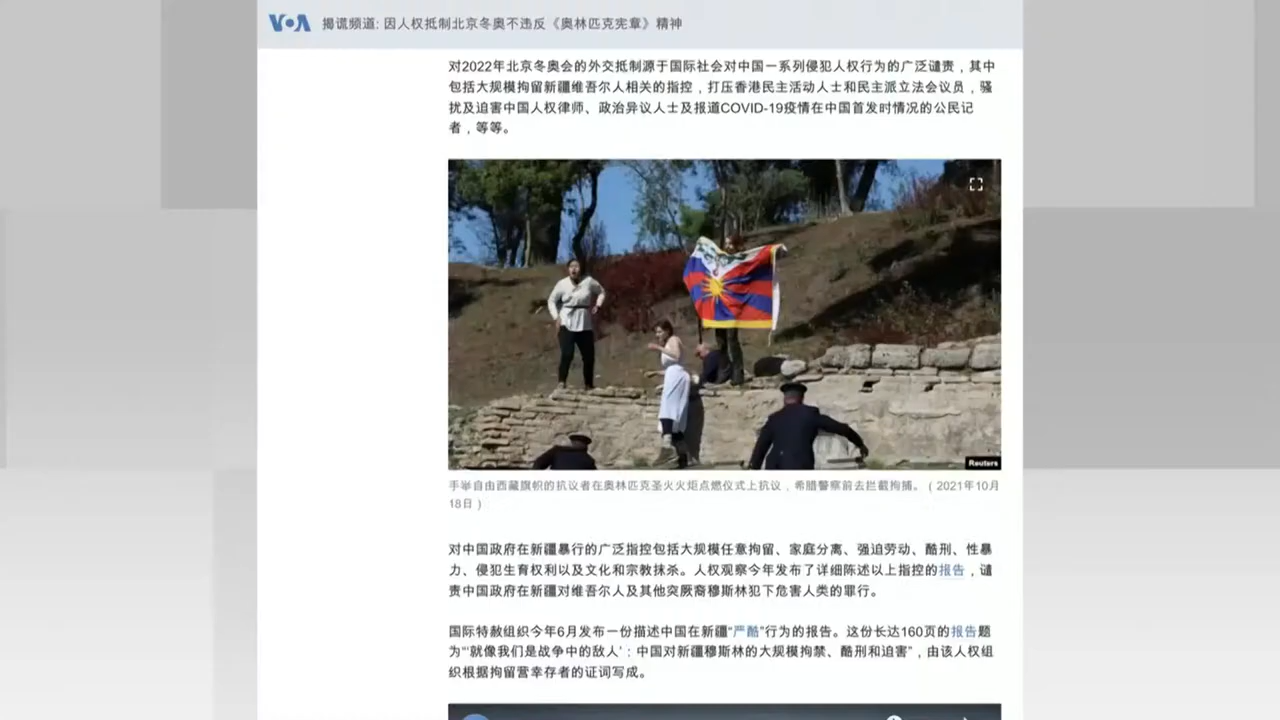 VOA 揭谎频道: 因人权抵制北京冬奥不违反《奥林匹克宪章》精神
对2022年北京冬奥会的外交抵制源于国际社会对中国一系列侵犯人权行为的广泛谴责，其中
包括大规模拘留新疆维吾尔人相关的指控，打压香港民主活动人士和民主派立法会议员，骚
扰及迫害中国人权律师、政治异议人士及报道COVID-19疫情在中国首发时情况的公民记
者，等等。
Reuters
手举自由西藏旗帜的抗议者在奥林匹克圣火火炬点燃仪式上抗议，希腊警察前去拦截拘捕。（2021年10月
18日）
对中国政府在新疆暴行的广泛指控包括大规模任意拘留、家庭分离、强迫劳动、酷刑、性暴
力、侵犯生育权利以及文化和宗教抹杀。人权观察今年发布了详细陈述以上指控的报告，谴
责中国政府在新疆对维吾尔人及其他突厥裔穆斯林犯下危害人类的罪行。
国际特赦组织今年6月发布一份描述中国在新疆“严酷”行为的报告。这份长达160页的报告题
为“‘就像我们是战争中的敌人’：中国对新疆穆斯林的大规模拘禁、酷刑和迫害”，由该人权组
织根据拘留营幸存者的证词写成。